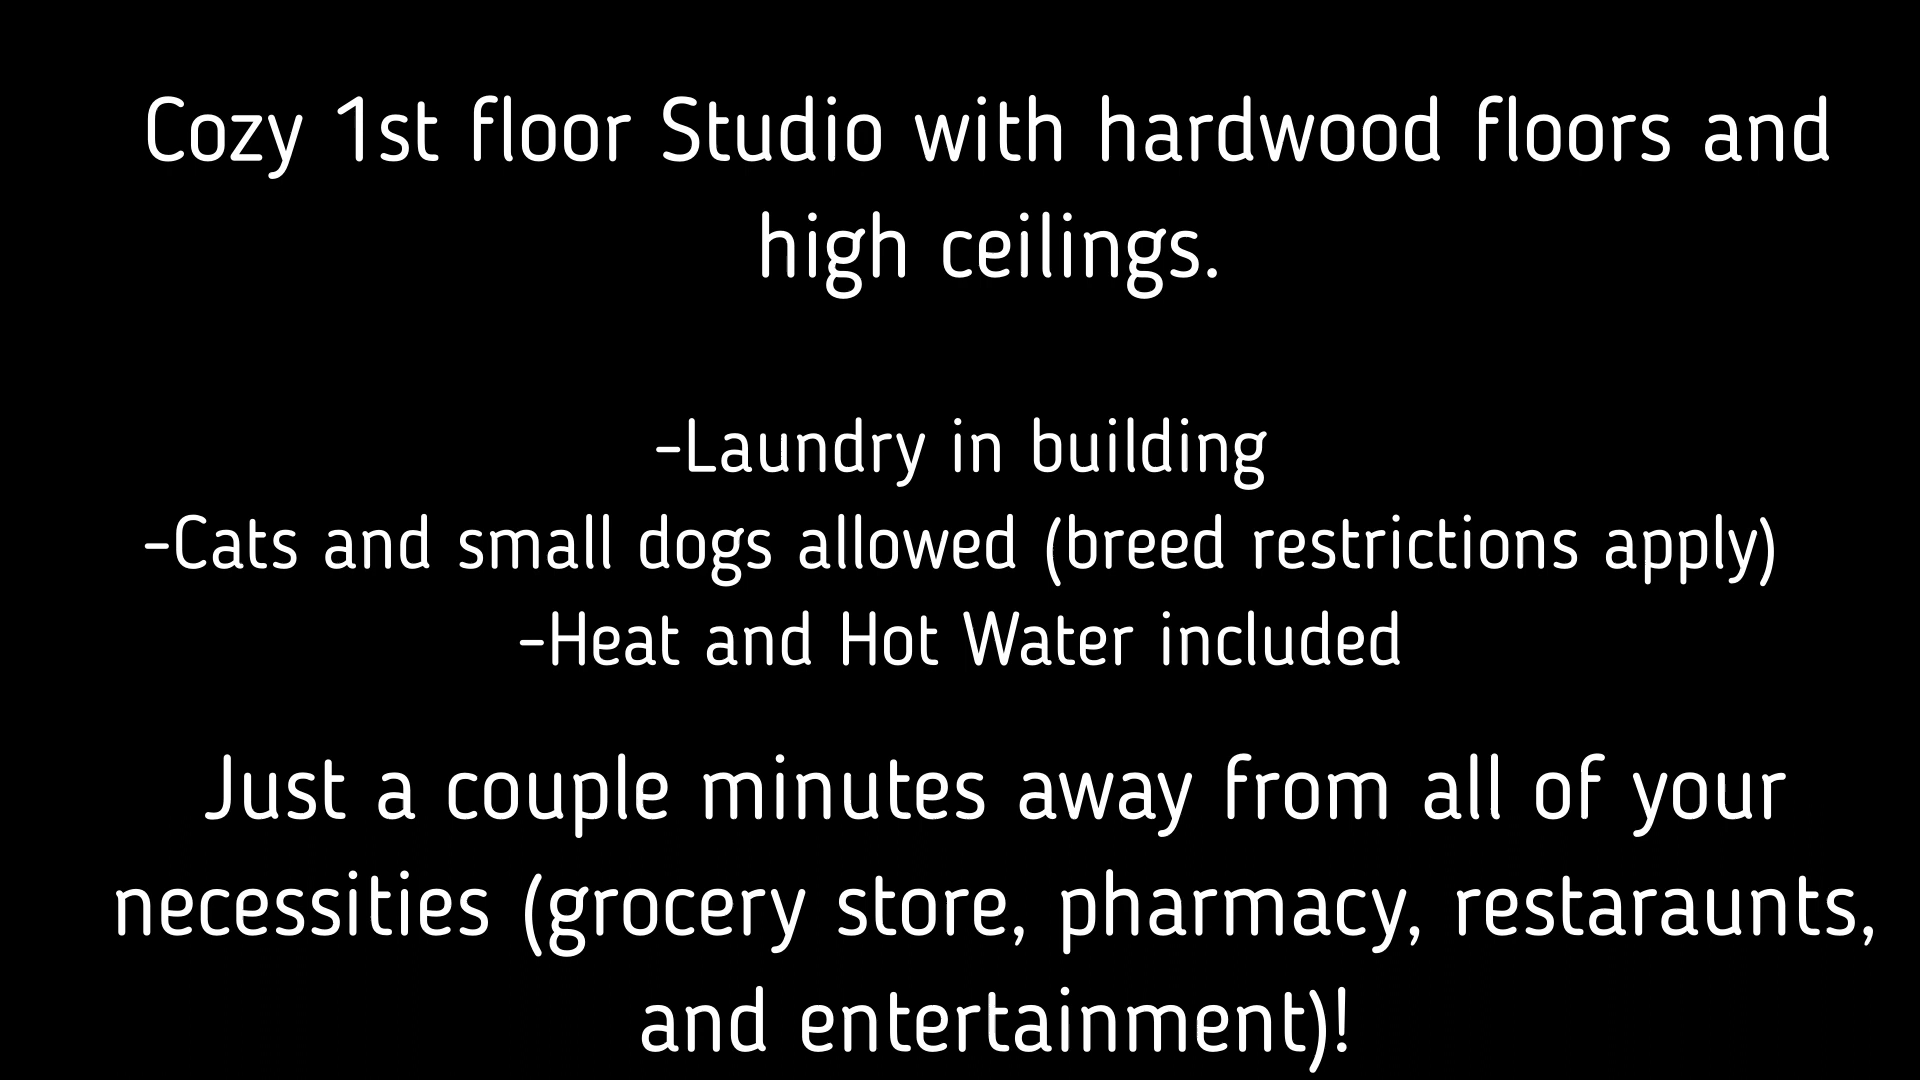 Cozy 1st floor Studio with hardwood floors and
high ceilings.
-Laundry in building
-Cats and small dogs allowed (breed restrictions apply)
-Heat and Hot Water included
Just a couple minutes away from all of your
necessities (grocery store, pharmacy, restaraunts,
and entertainment)!